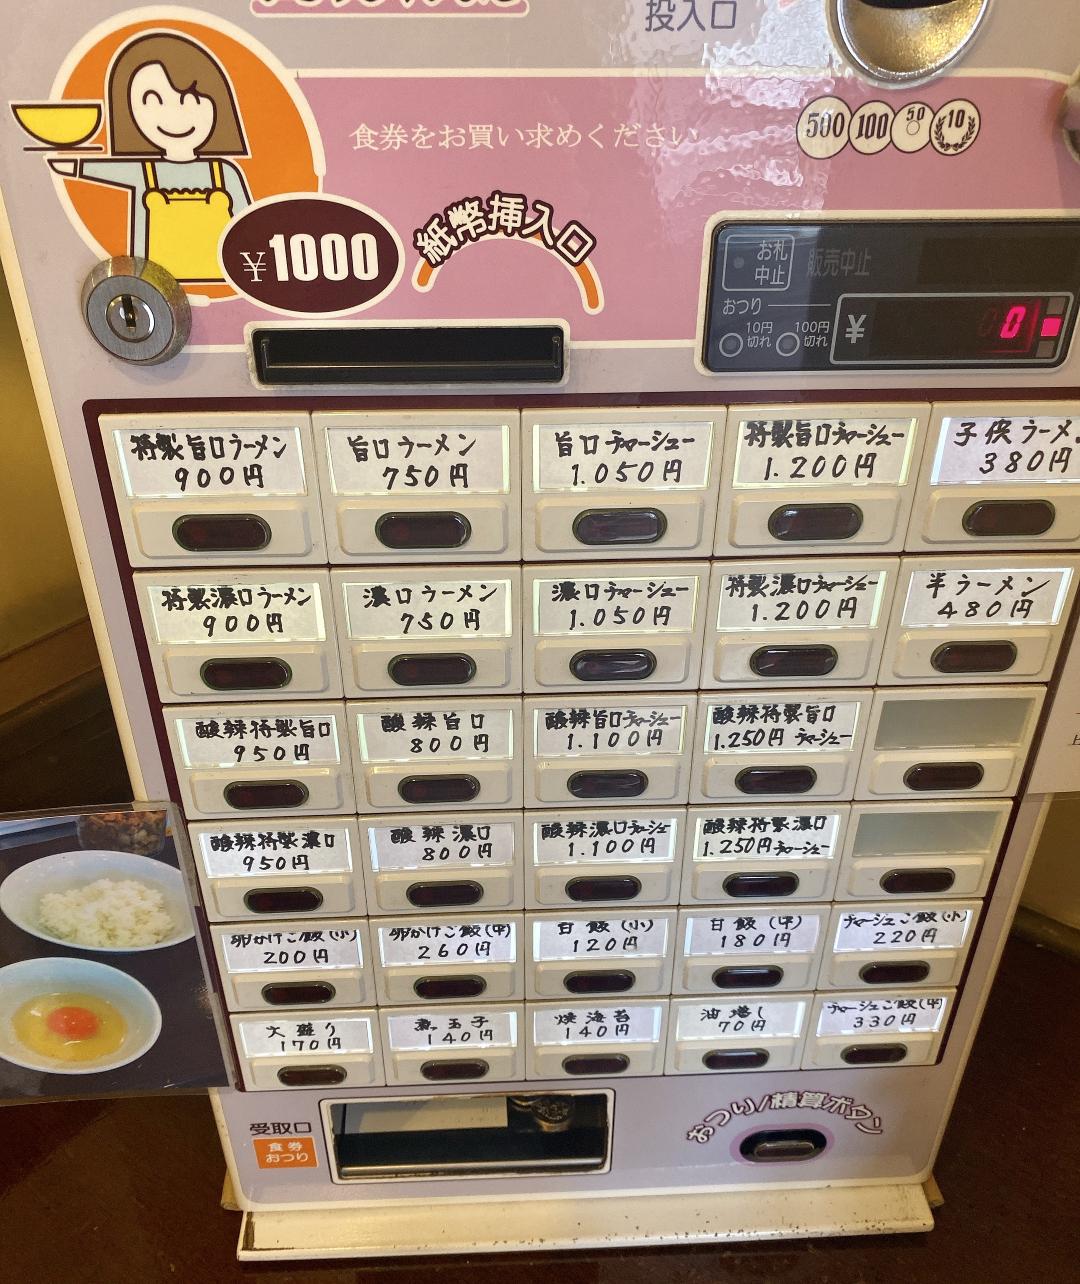 投入口
食券をお買い求めください
500 100 50 10
¥1000
紙幣挿入口
お札中止
販売中止
おつり
10円切れ
100円切れ
¥ 0
特製旨口ラーメン
900円
旨口ラーメン
750円
旨口チャーシュー
1.050円
特製旨口チャーシュー
1.200円
子供ラーメ
380円
特製濃口ラーメン
900円
濃口ラーメン
750円
濃口チャーシュー
1.050円
特製濃口チャーシュー
1.200円
半ラーメン
480円
酸辣特製旨口
950円
酸辣旨口
800円
酸辣旨口チャーシュー
1.100円
酸辣特製旨口
1.250円 チャーシュー
酸辣特製濃口
950円
酸辣濃口
800円
酸辣濃口チャーシュー
1.100円
酸辣特製濃口
1.250円チャーシュー
卵かけご飯(小)
200円
卵かけご飯(中)
260円
白飯(小)
120円
白飯(中)
180円
チャーシューご飯(小)
220円
大盛り
170円
煮玉子
140円
焼海苔
140円
油増し
70円
チャーシューご飯(中)
330円
受取口
食券
おつり
おつり/精算ボタン